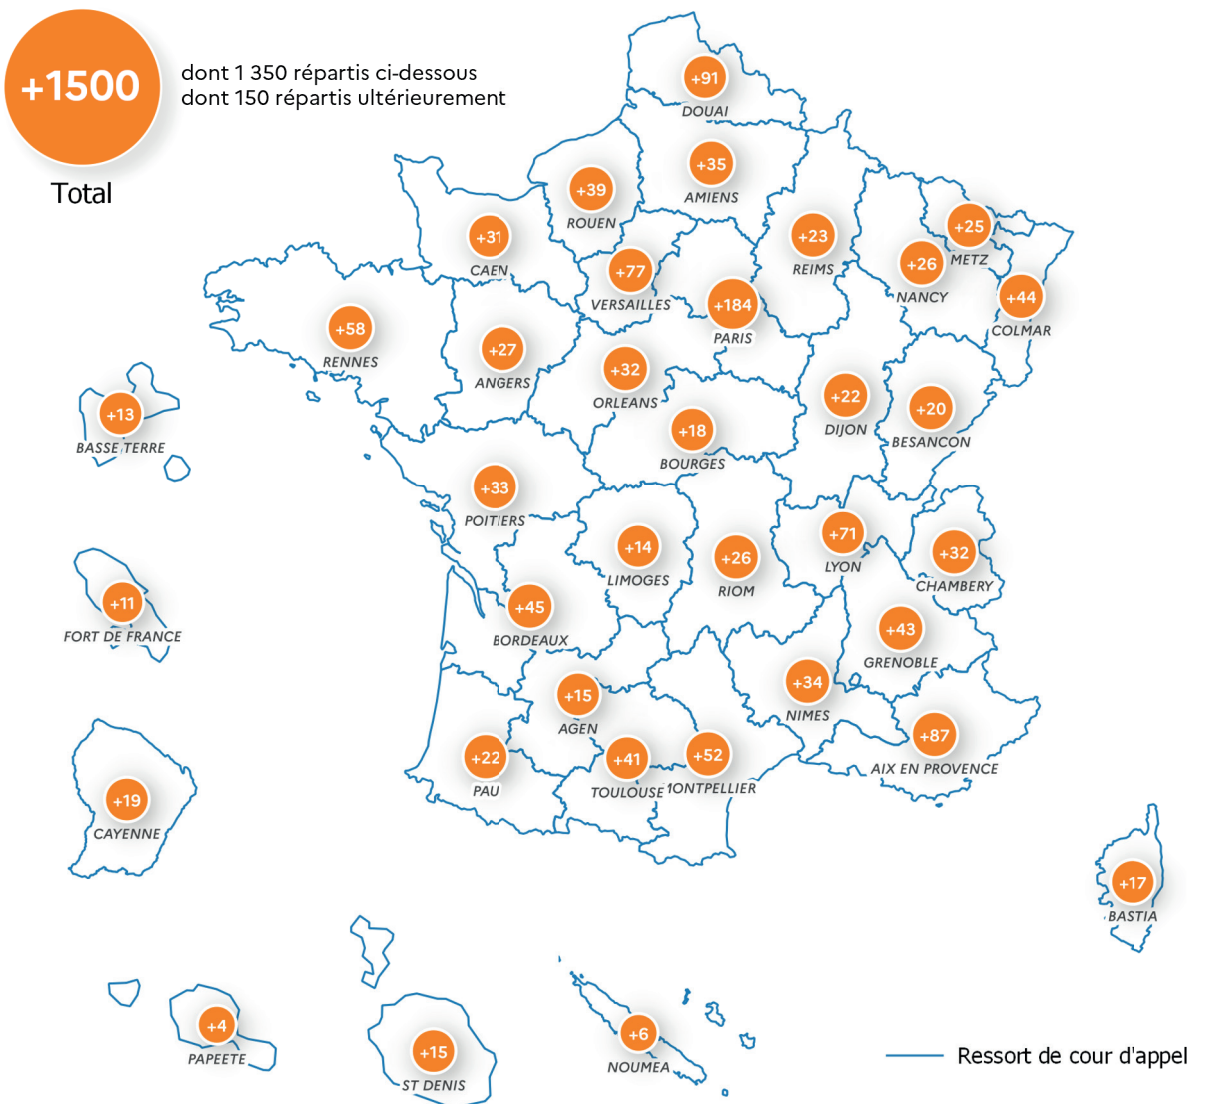 +1500
dont 1 350 répartis ci-dessous
dont 150 répartis ultérieurement
Total
+91
DOUAI
+35
AMIENS
+39
ROUEN
+31
CAEN
+23
REIMS
+25
METZ
+26
NANCY
+44
COLMAR
+77
VERSAILLES
+184
PARIS
+58
RENNES
+27
ANGERS
+32
ORLEANS
+22
DIJON
+20
BESANCON
+13
BASSE TERRE
+18
BOURGES
+33
POITIERS
+14
LIMOGES
+26
RIOM
+71
LYON
+32
CHAMBERY
+11
FORT DE FRANCE
+45
BORDEAUX
+43
GRENOBLE
+15
AGEN
+34
NIMES
+22
PAU
+41
TOULOUSE
+52
MONTPELLIER
+87
AIX EN PROVENCE
+19
CAYENNE
+17
BASTIA
+4
PAPEETE
+15
ST DENIS
+6
NOUMEA
Ressort de cour d'appel